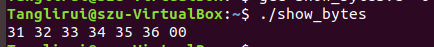 Tanglirui@szu-VirtualBox:~$ ./show_bytes
31 32 33 34 35 36 00